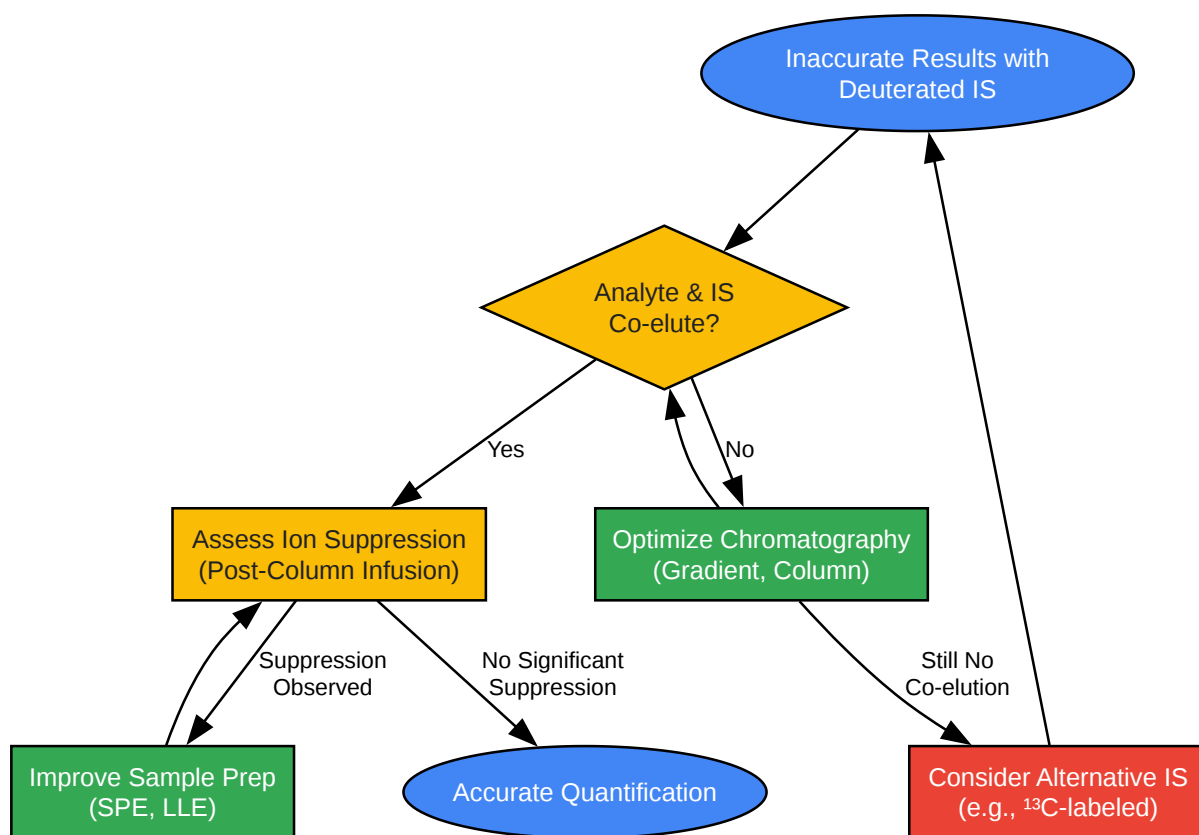 Inaccurate Results with
Deuterated IS
Analyte & IS
Co-elute?
Yes
No
Assess Ion Suppression
(Post-Column Infusion)
Optimize Chromatography
(Gradient, Column)
Suppression
Observed
No Significant
Suppression
Still No
Co-elution
Improve Sample Prep
(SPE, LLE)
Accurate Quantification
Consider Alternative IS
(e.g., ¹³C-labeled)